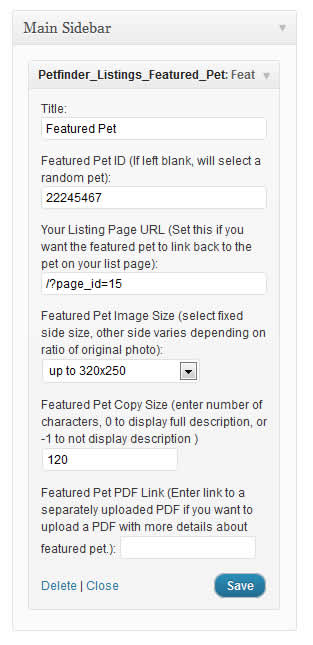 Main Sidebar
Petfinder_Listings_Featured_Pet: Feat
Title:
Featured Pet
Featured Pet ID (If left blank, will select a
random pet):
22245467
Your Listing Page URL (Set this if you
want the featured pet to link back to the
pet on your list page):
/?page_id=15
Featured Pet Image Size (select fixed
side size, other side varies depending on
ratio of original photo):
up to 320x250
Featured Pet Copy Size (enter number of
characters, 0 to display full description, or
-1 to not display description )
120
Featured Pet PDF Link (Enter link to a
separately uploaded PDF if you want to
upload a PDF with more details about
featured pet.):
Delete | Close Save